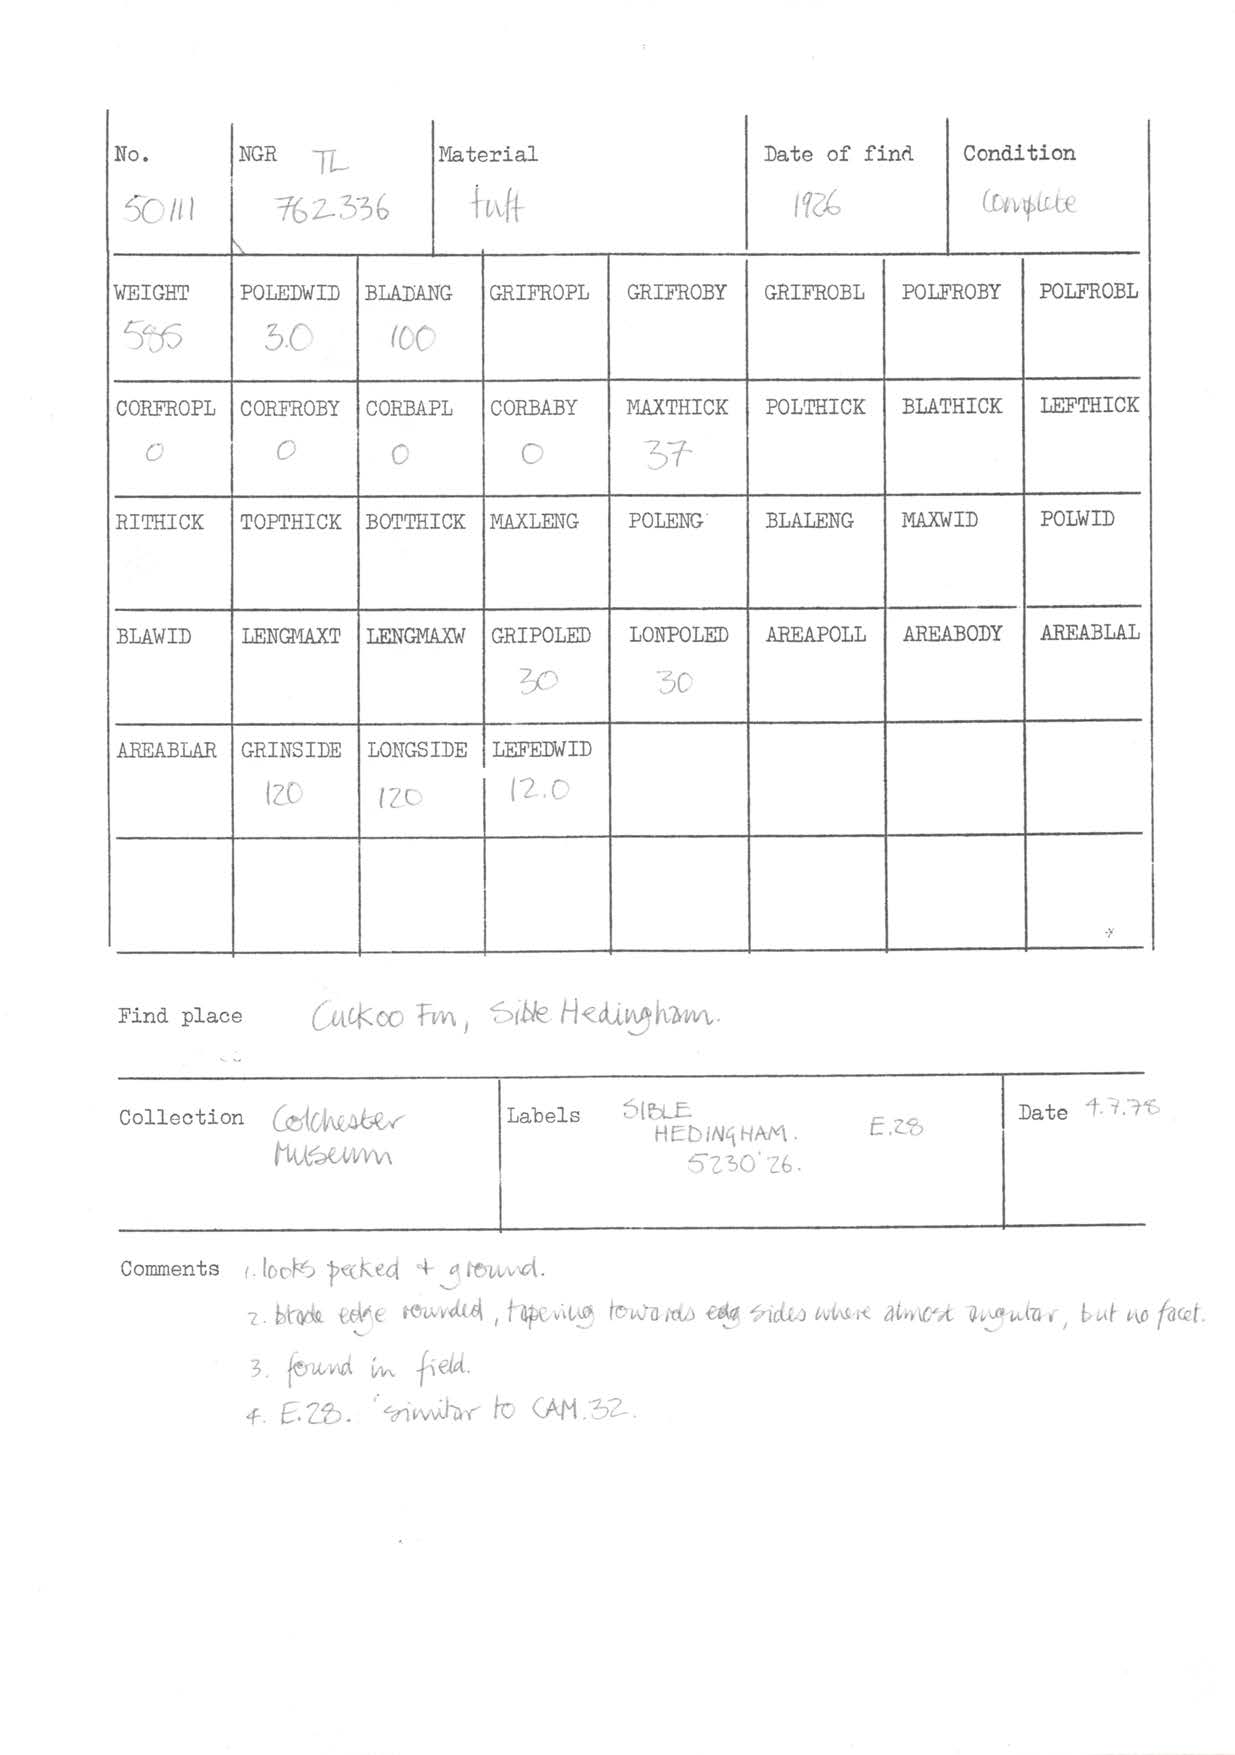 No. NGR TL Material Date of find Condition
50111 762336 tuff 1926 complete
WEIGHT POLEDWID BLADANG GRIFROPL GRIFROBY GRIFROBL POLFROBY POLFROBL
3.0 100
CORFROPL CORFROBY CORBAPL CORBABY MAXTHICK POLTHICK BLATHICK LEFTHICK
0 0 0 0 37
RITHICK TOPTHICK BOTTHICK MAXLENG POLENG BLALENG MAXWID POLWID
BLAWID LENGMAXT LENGMAXW GRIPOLED LONPOLED AREAPOLL AREABODY AREABLAL
30 30
AREABLAR GRINSIDE LONGSIDE LEFEDWID
120 120 12.0
Find place Cuckoo Fm, Sible Hedingham.
Collection Colchester Museum
Labels SIBLE
HEDINGHAM. E.28
5230'26.
Date 4.7.78
Comments 1. looks pecked + ground.
2. blade edge rounded, tapering towards sides where almost angular, but no facet.
3. found in field.
4. E.28. 'similar to CAM.32.